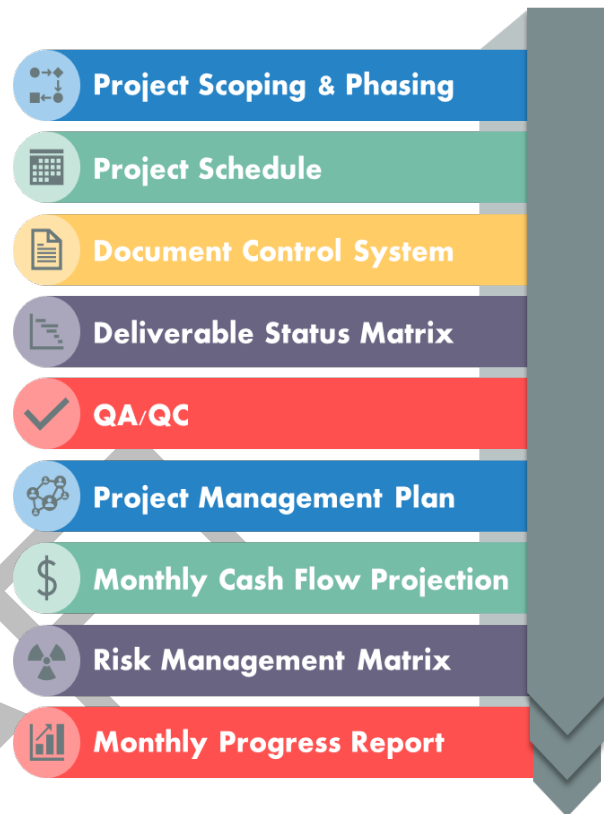 Project Scoping & Phasing
Project Schedule
Document Control System
Deliverable Status Matrix
QA/QC
Project Management Plan
Monthly Cash Flow Projection
Risk Management Matrix
Monthly Progress Report